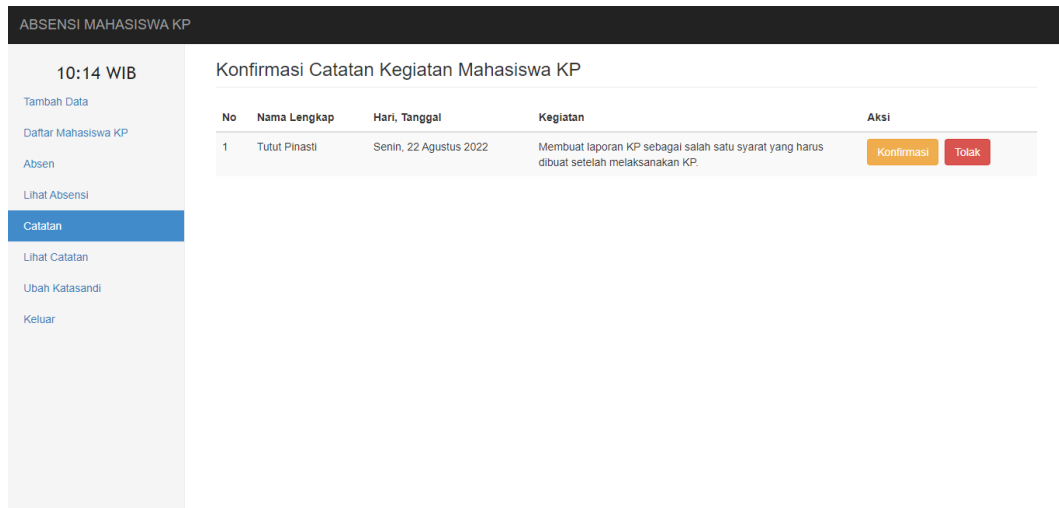 ABSENSI MAHASISWA KP
10:14 WIB
Tambah Data
Daftar Mahasiswa KP
Absen
Lihat Absensi
Catatan
Lihat Catatan
Ubah Katasandi
Keluar
Konfirmasi Catatan Kegiatan Mahasiswa KP
No Nama Lengkap Hari, Tanggal Kegiatan Aksi
1 Tutut Pinasti Senin, 22 Agustus 2022 Membuat laporan KP sebagai salah satu syarat yang harus Konfirmasi Tolak
dibuat setelah melaksanakan KP.